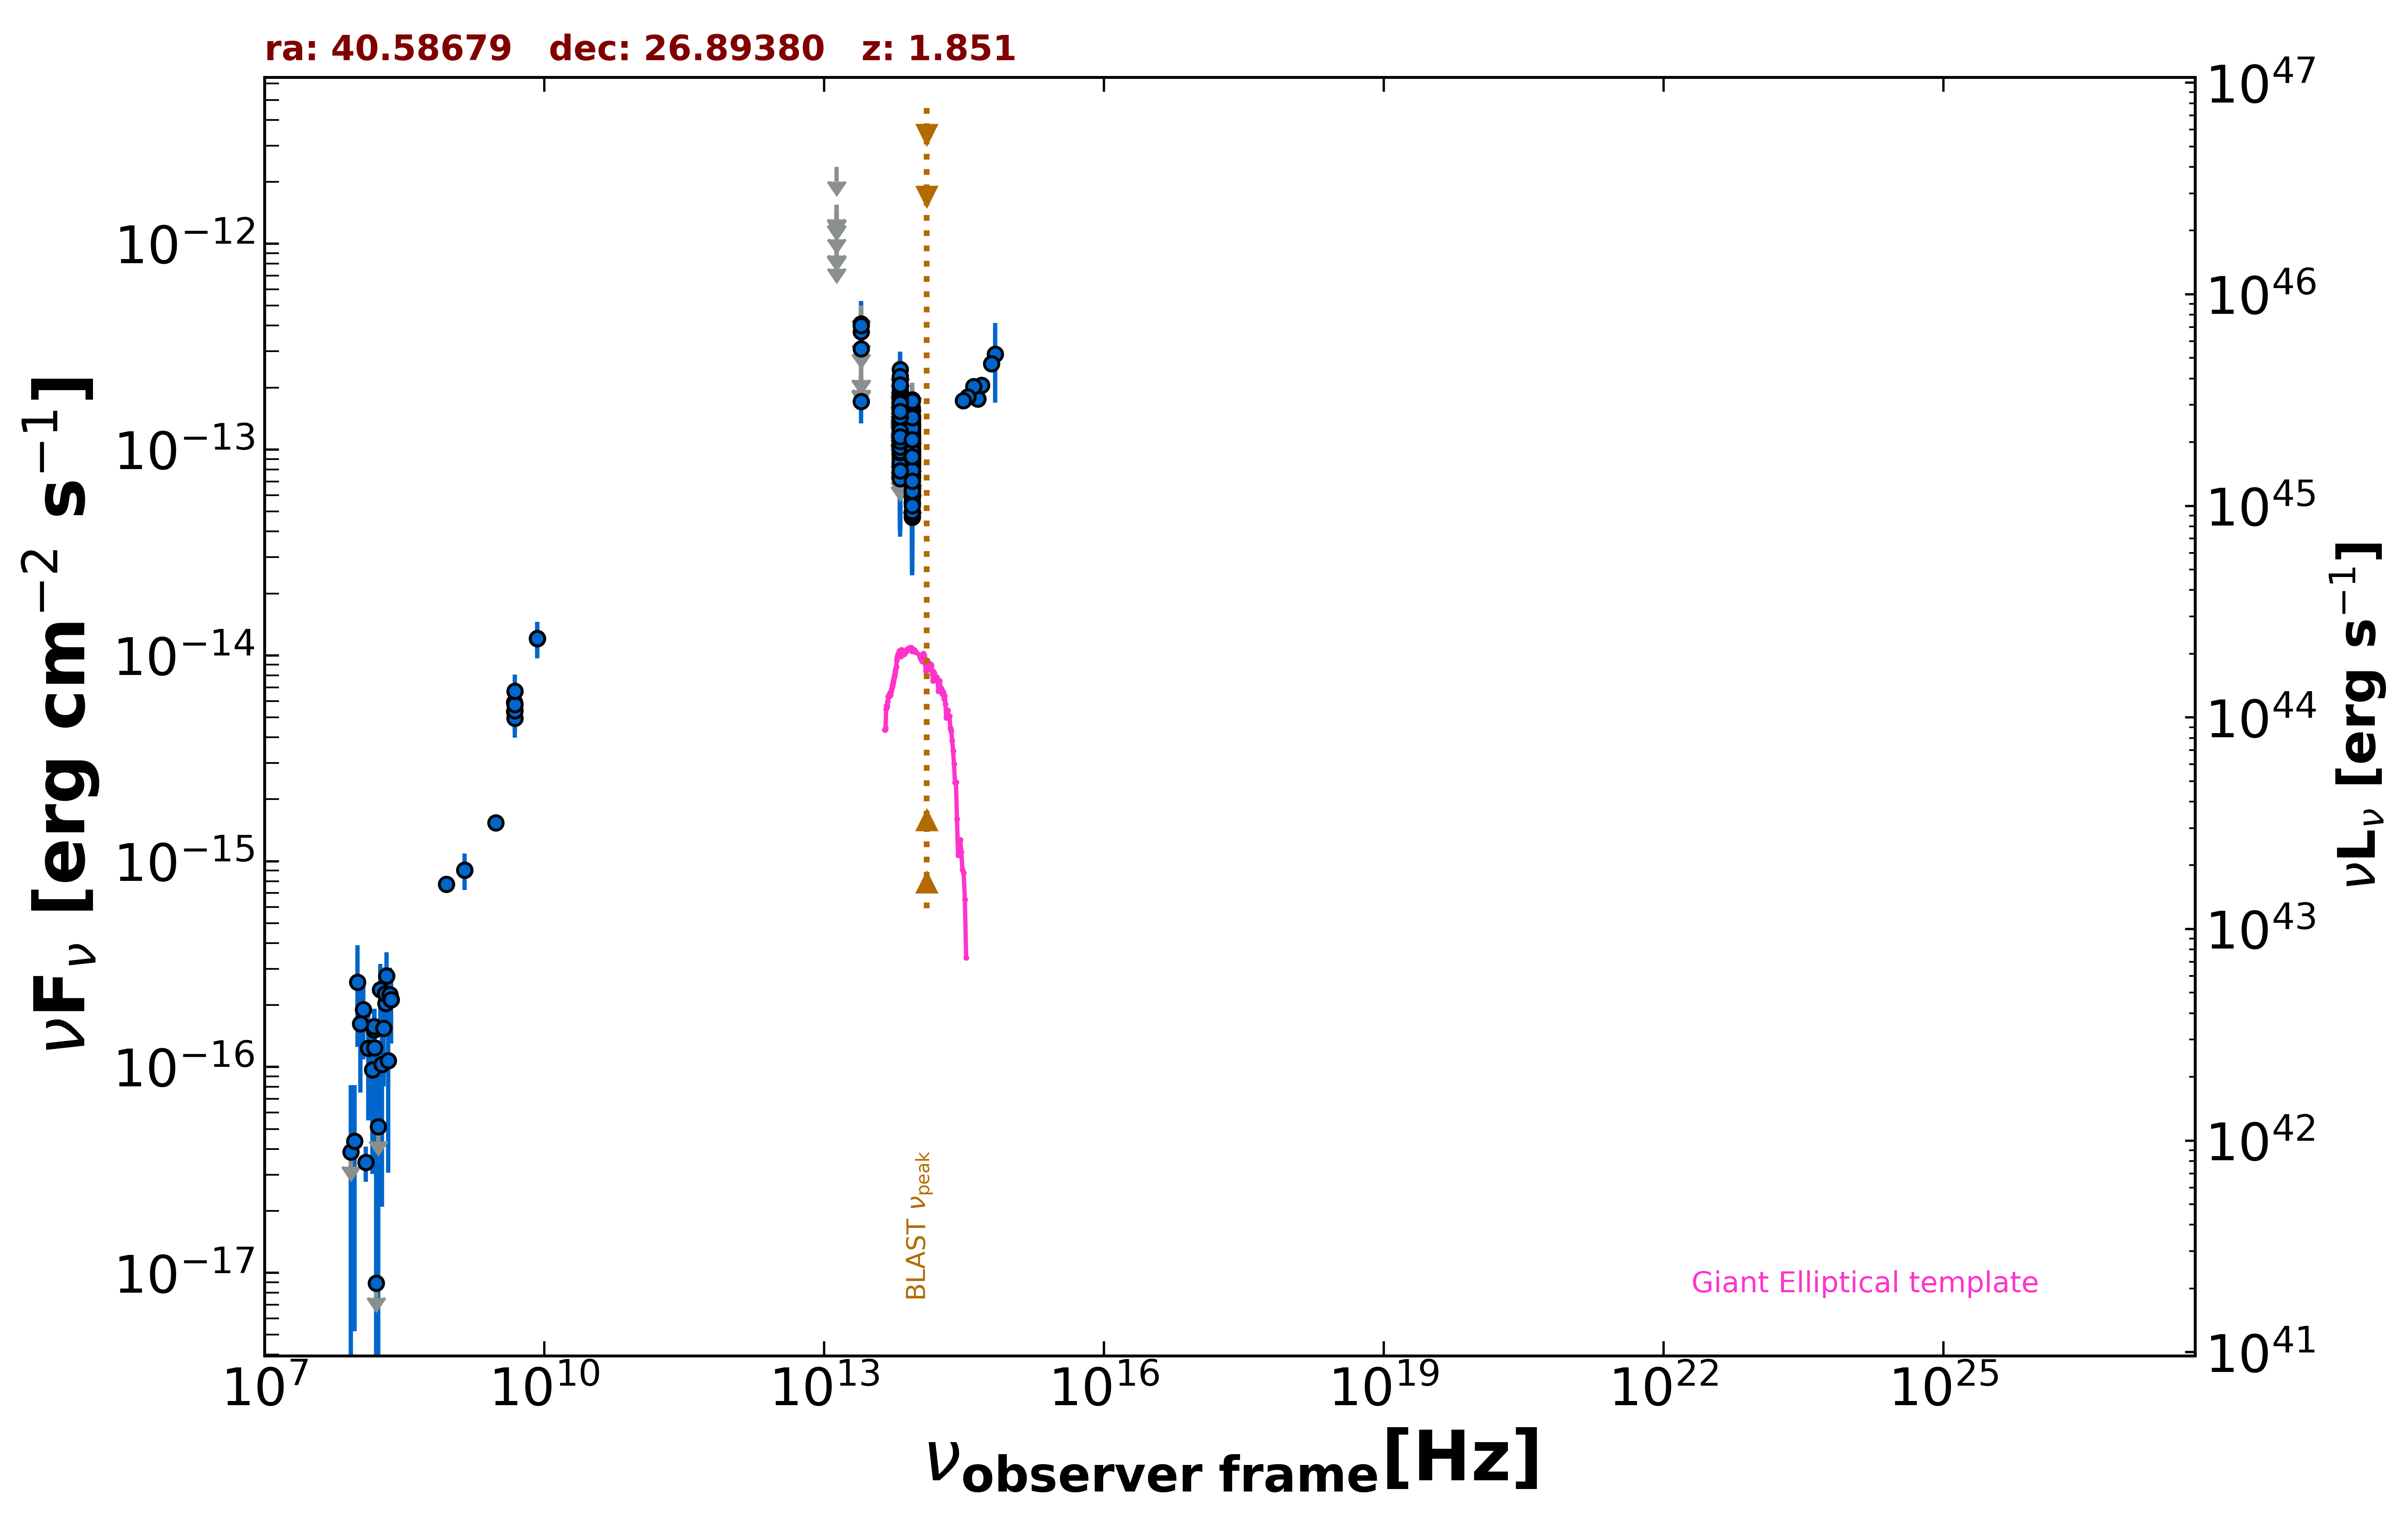 ra: 40.58679   dec: 26.89380   z: 1.851
10^47
10^46
10^45
10^44
10^43
10^42
10^41
10^−12
10^−13
10^−14
10^−15
10^−16
10^−17
νF_ν [erg cm^−2 s^−1]
νL_ν [erg s^−1]
BLAST ν_peak
Giant Elliptical template
10^7 10^10 10^13 10^16 10^19 10^22 10^25
ν_observer frame [Hz]